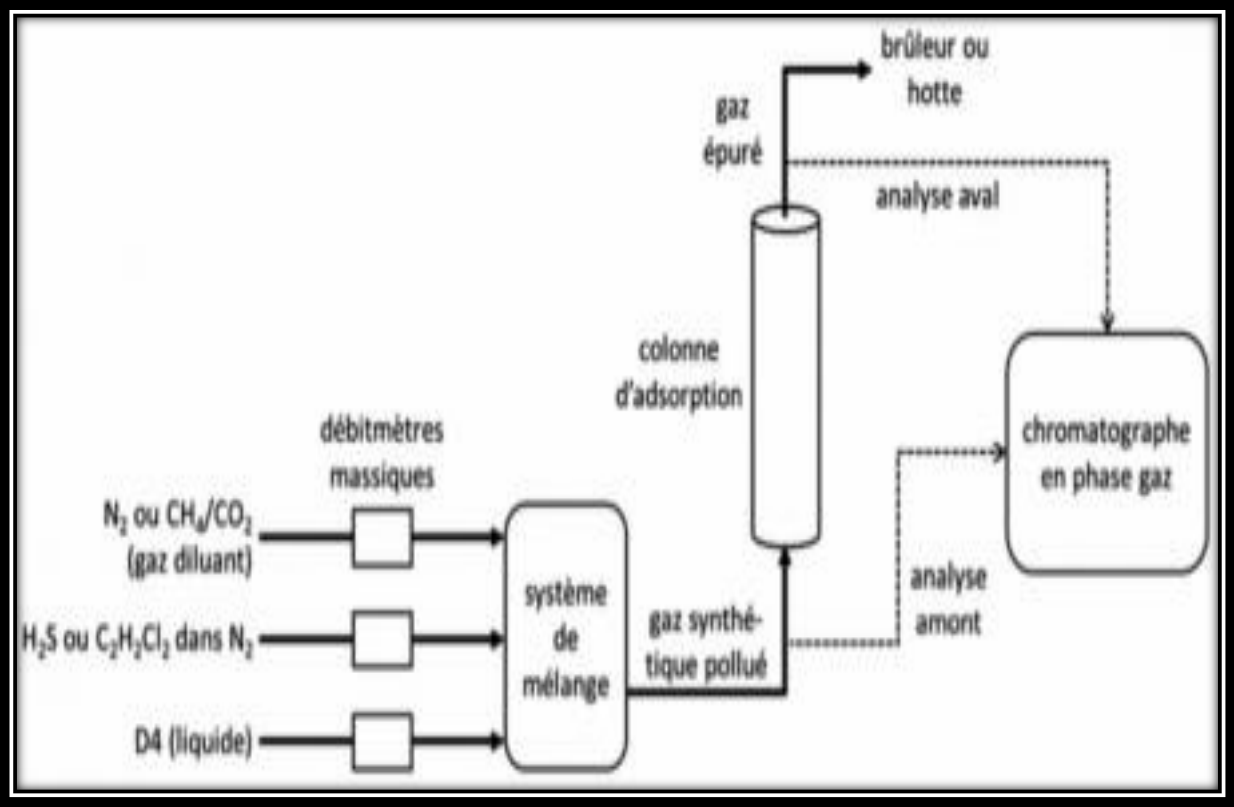 brûleur ou
hotte
gaz
épuré
analyse aval
colonne
d'adsorption
chromatographe
en phase gaz
débitmètres
massiques
N₂ ou CH₄/CO₂
(gaz diluant)
H₂S ou C₂H₂Cl₂ dans N₂
D4 (liquide)
système
de
mélange
gaz synthé-
tique pollué
analyse
amont